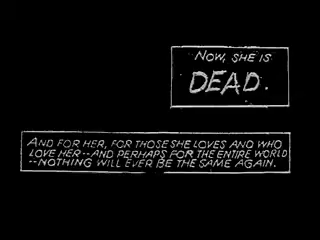 NOW, SHE IS
DEAD.
AND FOR HER, FOR THOSE SHE LOVES AND WHO
LOVE HER--AND PERHAPS FOR THE ENTIRE WORLD
--NOTHING WILL EVER BE THE SAME AGAIN.